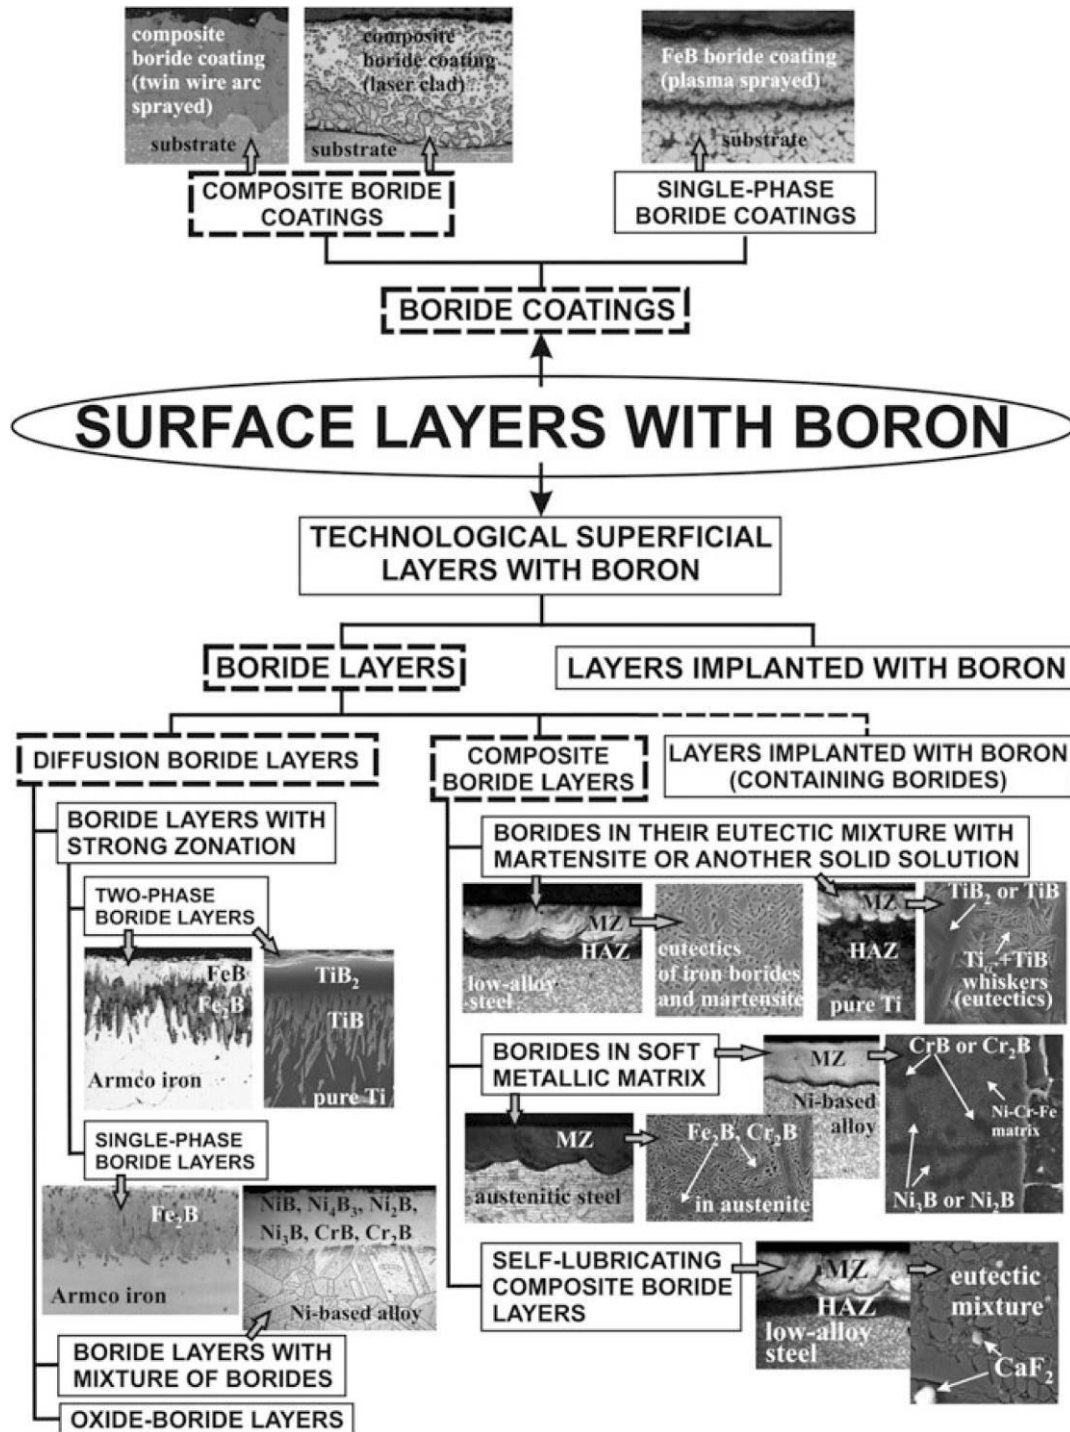 composite
boride coating
(twin wire arc
sprayed)
substrate
composite
boride coating
(laser clad)
substrate
FeB boride coating
(plasma sprayed)
substrate
COMPOSITE BORIDE
COATINGS
SINGLE-PHASE
BORIDE COATINGS
BORIDE COATINGS
SURFACE LAYERS WITH BORON
TECHNOLOGICAL SUPERFICIAL
LAYERS WITH BORON
BORIDE LAYERS
LAYERS IMPLANTED WITH BORON
DIFFUSION BORIDE LAYERS
COMPOSITE
BORIDE LAYERS
LAYERS IMPLANTED WITH BORON
(CONTAINING BORIDES)
BORIDE LAYERS WITH
STRONG ZONATION
TWO-PHASE
BORIDE LAYERS
FeB
Fe₂B
Armco iron
TiB₂
TiB
pure Ti
SINGLE-PHASE
BORIDE LAYERS
Fe₂B
Armco iron
NiB, Ni₄B₃, Ni₂B,
Ni₃B, CrB, Cr₂B
Ni-based alloy
BORIDE LAYERS WITH
MIXTURE OF BORIDES
OXIDE-BORIDE LAYERS
BORIDES IN THEIR EUTECTIC MIXTURE WITH
MARTENSITE OR ANOTHER SOLID SOLUTION
MZ
HAZ
low-alloy
steel
eutectics
of iron borides
and martensite
MZ
HAZ
pure Ti
TiB₂ or TiB
Tiα+TiB
whiskers
(eutectics)
BORIDES IN SOFT
METALLIC MATRIX
MZ
Ni-based
alloy
CrB or Cr₂B
Ni-Cr-Fe
matrix
Ni₃B or Ni₂B
MZ
austenitic steel
Fe₂B, Cr₂B
in austenite
SELF-LUBRICATING
COMPOSITE BORIDE
LAYERS
MZ
HAZ
low-alloy
steel
eutectic
mixture
CaF₂